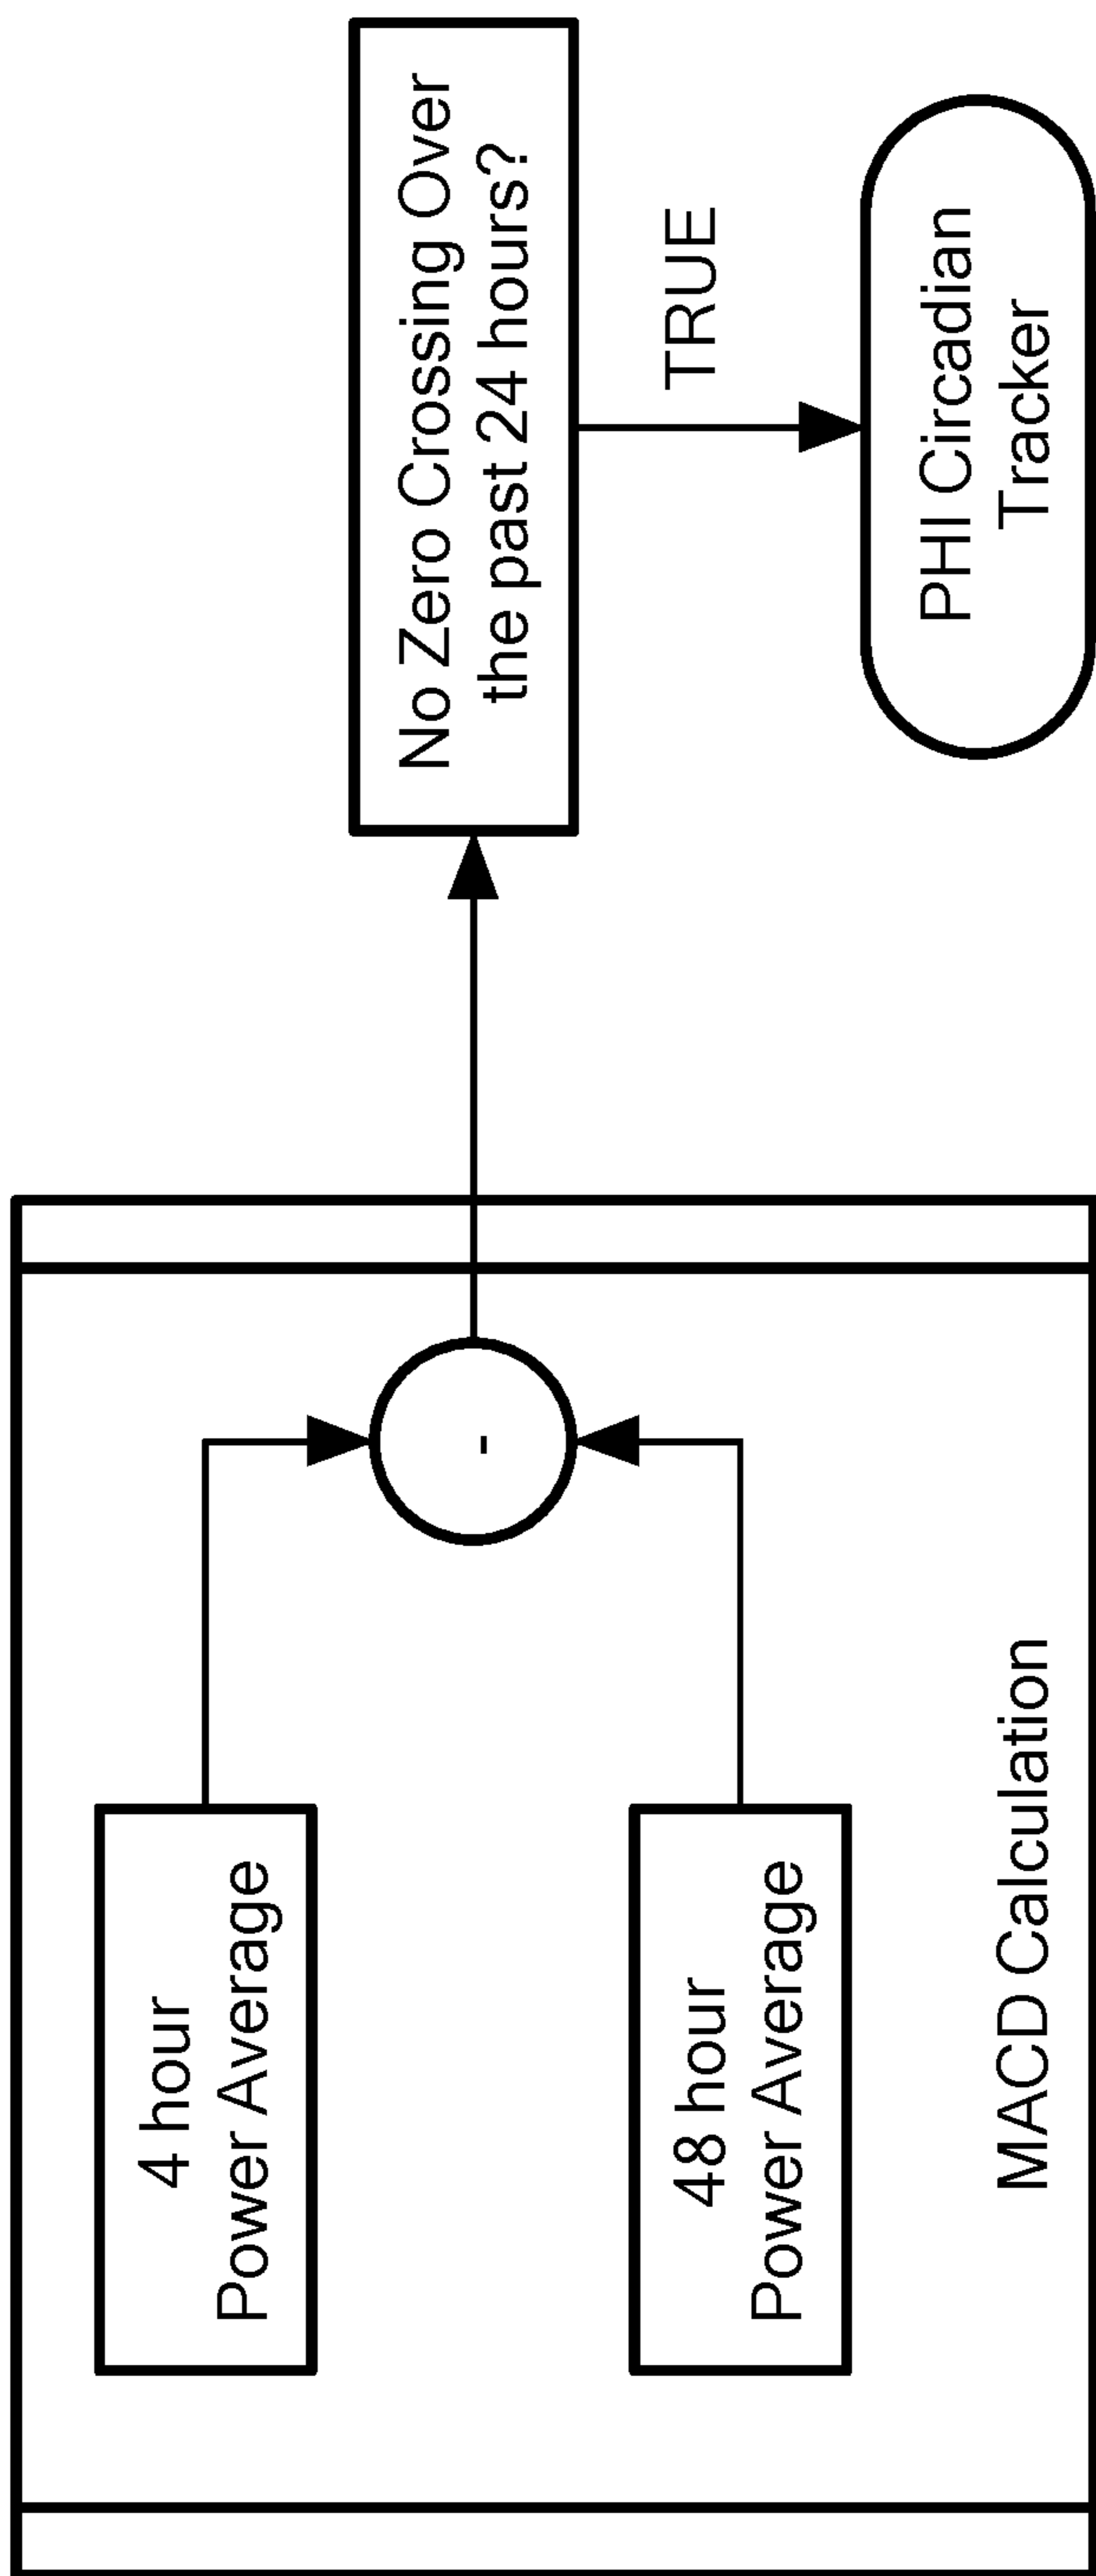 4 hour
Power Average
48 hour
Power Average
MACD Calculation
-
No Zero Crossing Over
the past 24 hours?
TRUE
PHI Circadian
Tracker